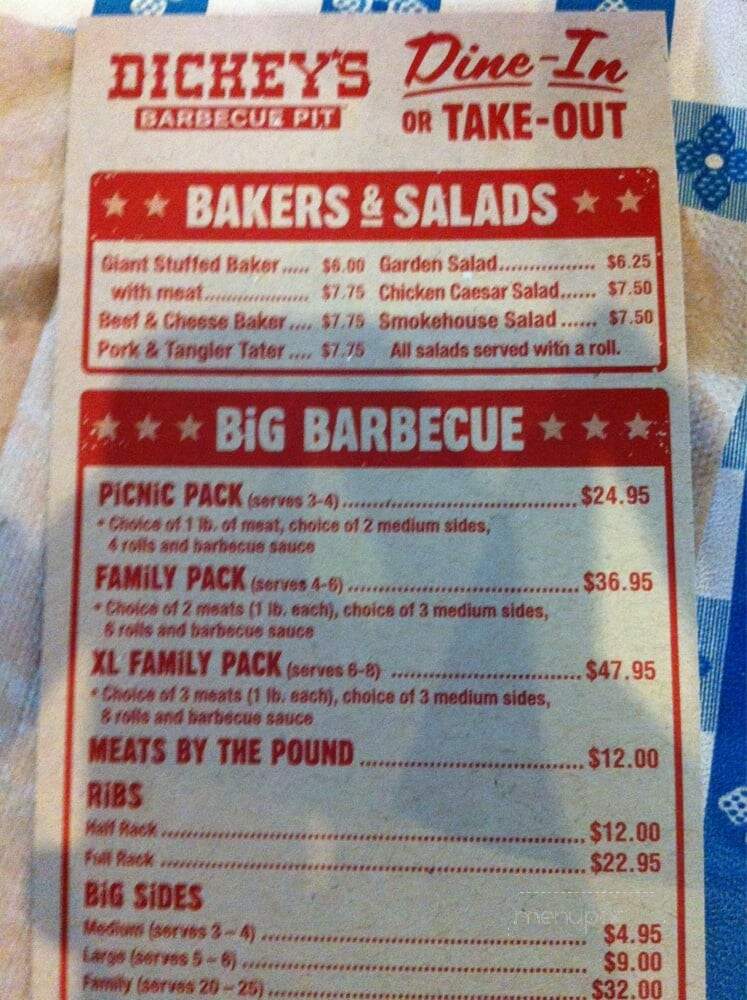 DICKEY'S
BARBECUE PIT
Dine-In
OR TAKE-OUT
BAKERS & SALADS
Giant Stuffed Baker..... $6.00
with meat................... $7.75
Beef & Cheese Baker.... $7.75
Pork & Tangler Tater .... $7.75
Garden Salad................ $6.25
Chicken Caesar Salad...... $7.50
Smokehouse Salad ...... $7.50
All salads served with a roll.
BiG BARBECUE
PiCNiC PACK (serves 3-4) ........ $24.95
• Choice of 1 lb. of meat, choice of 2 medium sides,
4 rolls and barbecue sauce
FAMiLY PACK (serves 4-6) ........ $36.95
• Choice of 2 meats (1 lb. each), choice of 3 medium sides,
6 rolls and barbecue sauce
XL FAMiLY PACK (serves 6-8) ........ $47.95
• Choice of 3 meats (1 lb. each), choice of 3 medium sides,
8 rolls and barbecue sauce
MEATS BY THE POUND ........ $12.00
RiBS
Half Rack ........ $12.00
Full Rack ........ $22.95
BiG SiDES
Medium (serves 3 – 4) ........ $4.95
Large (serves 5 – 6) ........ $9.00
Family (serves 20 – 25) ........ $32.00